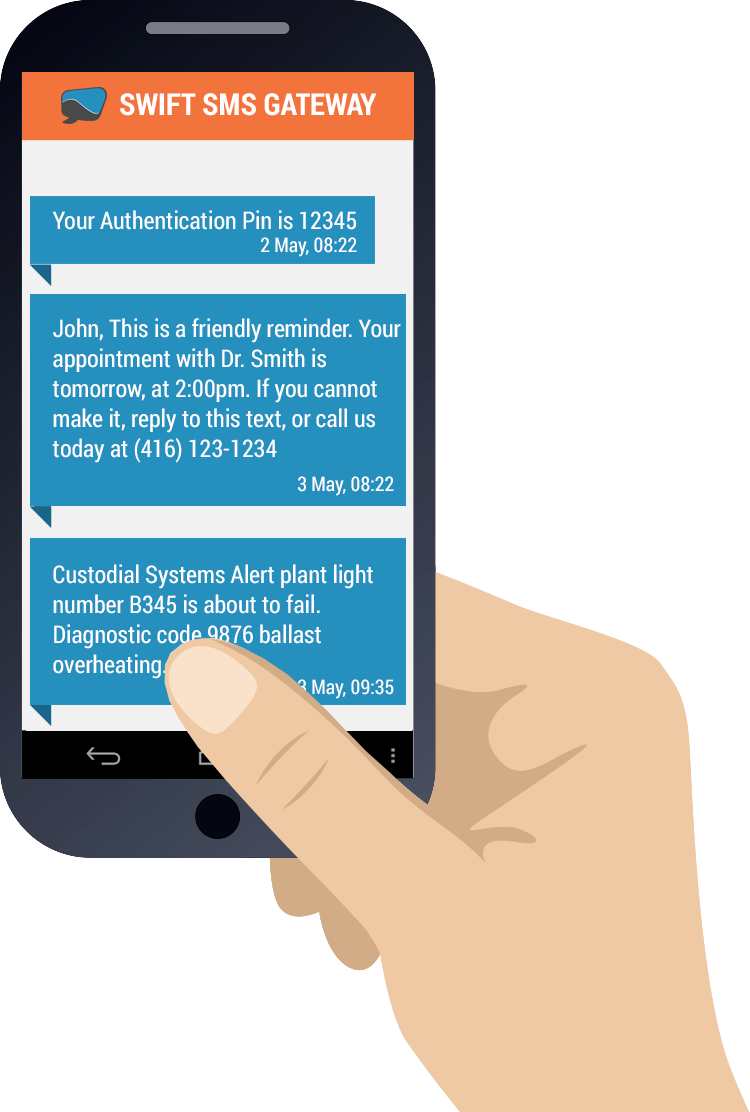 SWIFT SMS GATEWAY
Your Authentication Pin is 12345
2 May, 08:22
John, This is a friendly reminder. Your
appointment with Dr. Smith is
tomorrow, at 2:00pm. If you cannot
make it, reply to this text, or call us
today at (416) 123-1234
3 May, 08:22
Custodial Systems Alert plant light
number B345 is about to fail.
Diagnostic code 9876 ballast
overheating.
3 May, 09:35